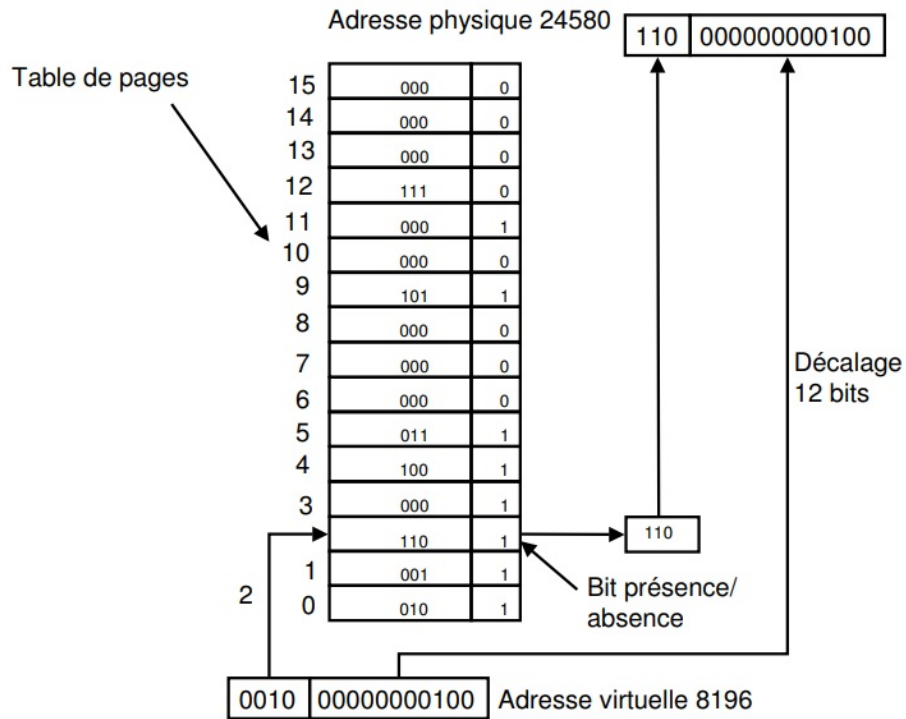 Adresse physique 24580
110 000000000100
Table de pages
15 000 0
14 000 0
13 000 0
12 111 0
11 000 1
10 000 0
9 101 1
8 000 0
7 000 0
6 000 0
5 011 1
4 100 1
3 000 1
110 1
1 001 1
0 010 1
Décalage
12 bits
110
Bit présence/
absence
2
0010 00000000100 Adresse virtuelle 8196